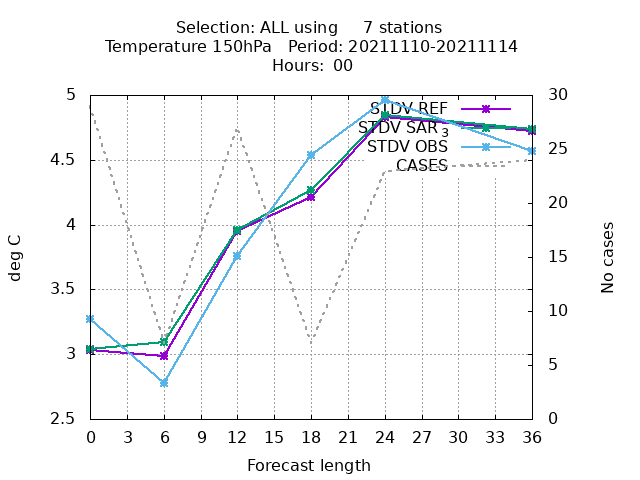 Selection: ALL using     7 stations
Temperature 150hPa   Period: 20211110-20211114
Hours:  00
5
4.5
4
3.5
3
2.5
deg C
30
25
20
15
10
5
0
No cases
STDV REF
STDV SAR 3
STDV OBS
CASES
0 3 6 9 12 15 18 21 24 27 30 33 36
Forecast length